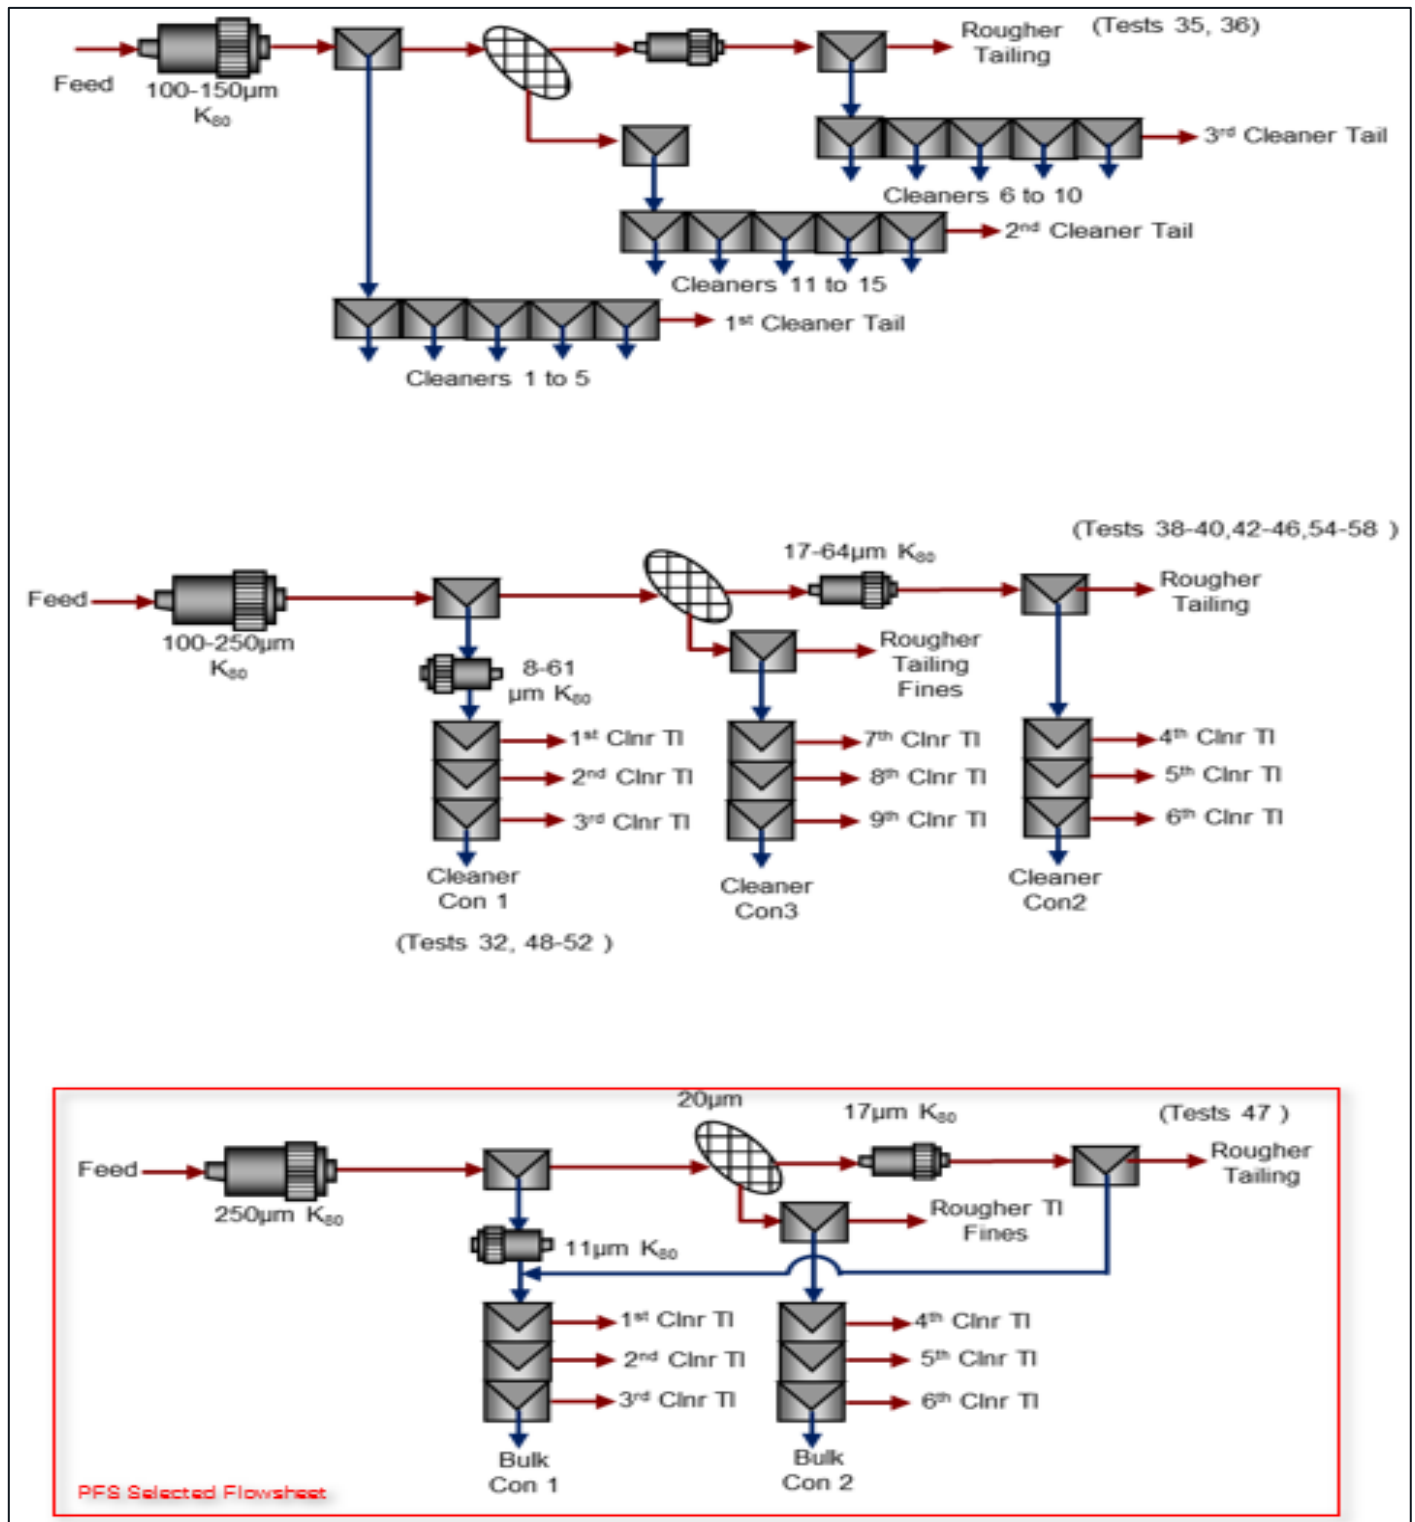 Feed
100-150µm
K₈₀
Rougher
Tailing
(Tests 35, 36)
3rd Cleaner Tail
Cleaners 6 to 10
2nd Cleaner Tail
Cleaners 11 to 15
1st Cleaner Tail
Cleaners 1 to 5
(Tests 38-40,42-46,54-58 )
Feed
100-250µm
K₈₀
17-64µm K₈₀
Rougher
Tailing
8-61
µm K₈₀
Rougher
Tailing
Fines
1st Clnr Tl
2nd Clnr Tl
3rd Clnr Tl
7th Clnr Tl
8th Clnr Tl
9th Clnr Tl
4th Clnr Tl
5th Clnr Tl
6th Clnr Tl
Cleaner
Con 1
Cleaner
Con3
Cleaner
Con2
(Tests 32, 48-52 )
20µm
17µm K₈₀
(Tests 47 )
Feed
250µm K₈₀
Rougher
Tailing
Rougher Tl
Fines
11µm K₈₀
1st Clnr Tl
2nd Clnr Tl
3rd Clnr Tl
4th Clnr Tl
5th Clnr Tl
6th Clnr Tl
Bulk
Con 1
Bulk
Con 2
PFS Selected Flowsheet